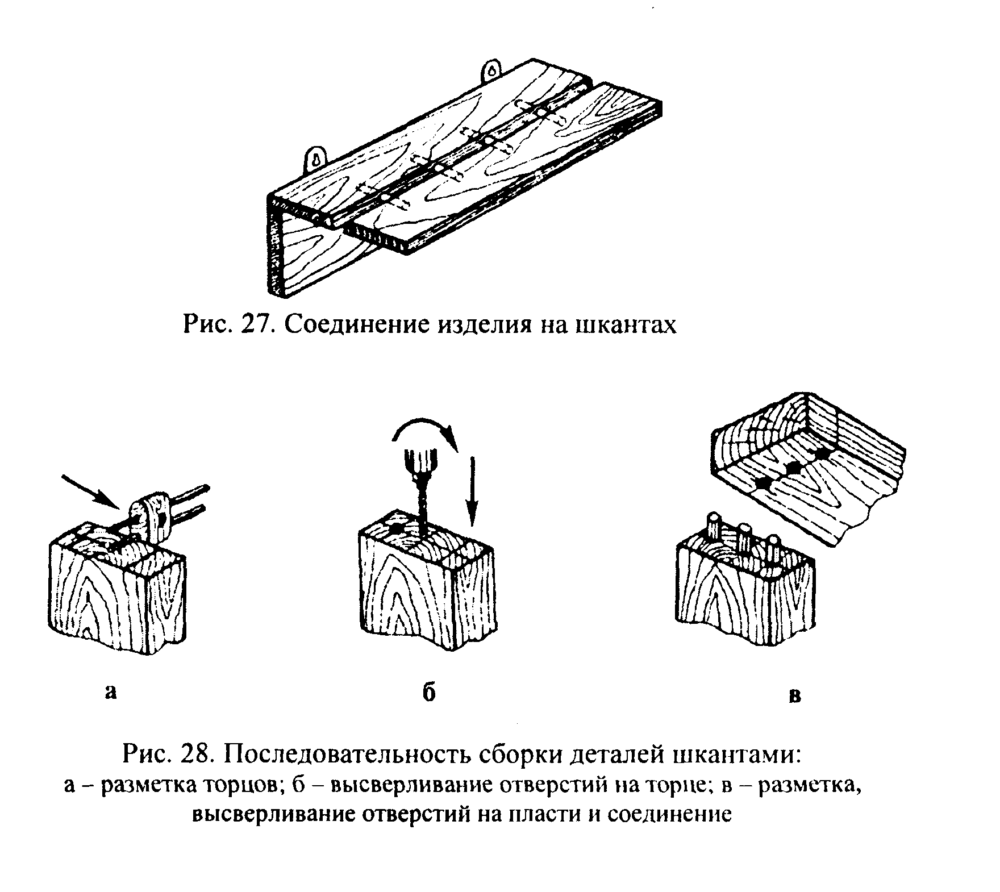 Рис. 27. Соединение изделия на шкантах
а
б
в
Рис. 28. Последовательность сборки деталей шкантами:
а – разметка торцов; б – высверливание отверстий на торце; в – разметка,
высверливание отверстий на пласти и соединение